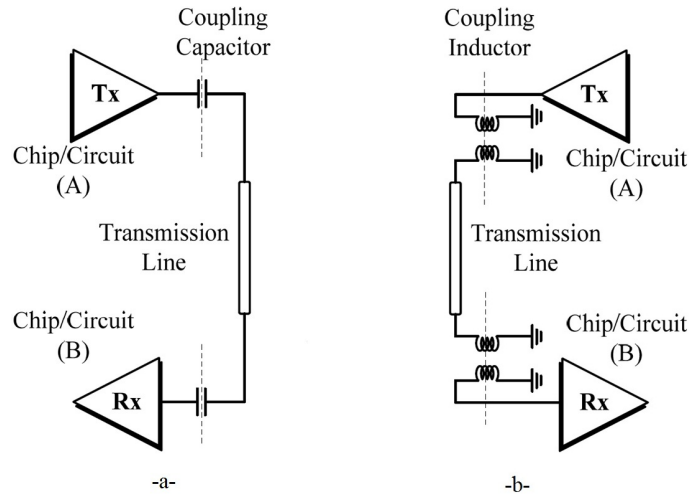 Coupling
Capacitor
Tx
Chip/Circuit
(A)
Transmission
Line
Chip/Circuit
(B)
Rx
-a-
Coupling
Inductor
Tx
Chip/Circuit
(A)
Transmission
Line
Chip/Circuit
(B)
Rx
-b-